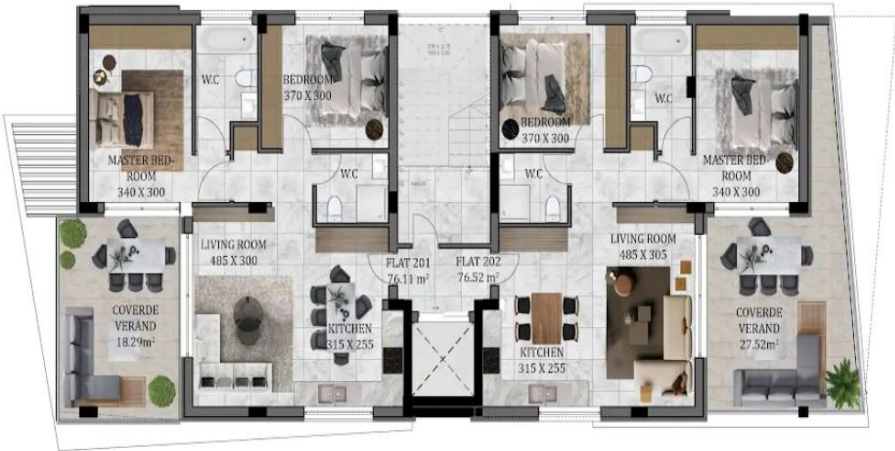 W.C
BEDROOM
370 X 300
MASTER BED-
ROOM
340 X 300
W.C
LIVING ROOM
485 X 300
FLAT 201
76.11 m²
KITCHEN
315 X 255
COVERDE
VERAND
18.29m²
BEDROOM
370 X 300
W.C
MASTER BED-
ROOM
340 X 300
W.C
LIVING ROOM
485 X 305
FLAT 202
76.52 m²
KITCHEN
315 X 255
COVERDE
VERAND
27.52m²